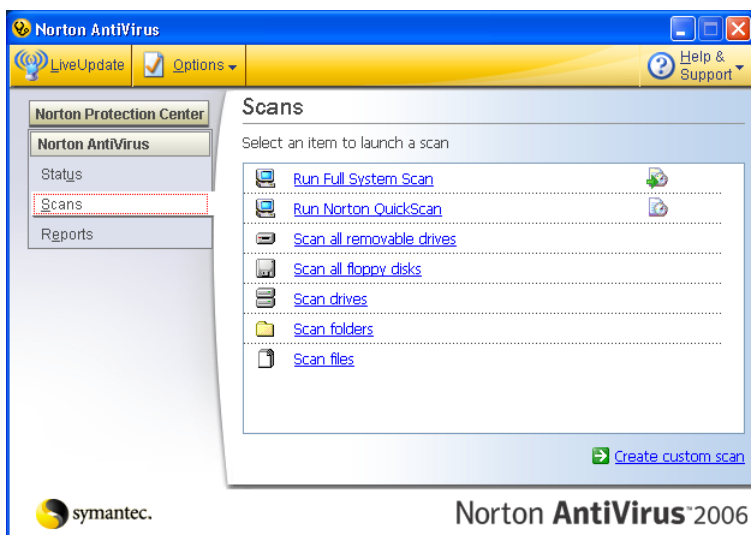 Norton AntiVirus
LiveUpdate
Options
Help &
Support
Norton Protection Center
Norton AntiVirus
Status
Scans
Reports
Scans
Select an item to launch a scan
Run Full System Scan
Run Norton QuickScan
Scan all removable drives
Scan all floppy disks
Scan drives
Scan folders
Scan files
Create custom scan
symantec.
Norton AntiVirus™2006